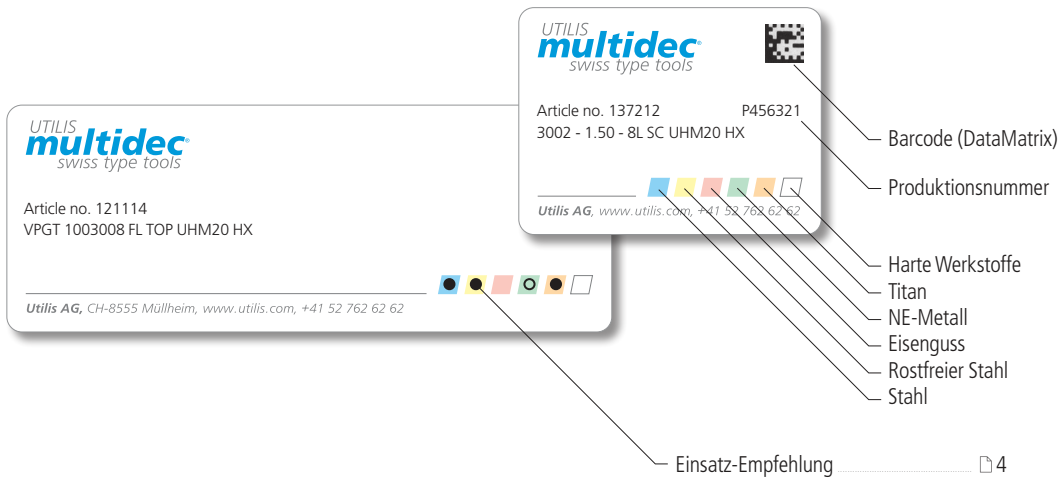 UTILIS
multidec®
swiss type tools
Article no. 137212 P456321
3002 - 1.50 - 8L SC UHM20 HX
Utilis AG, www.utilis.com, +41 52 762 62 62
UTILIS
multidec®
swiss type tools
Article no. 121114
VPGT 1003008 FL TOP UHM20 HX
Utilis AG, CH-8555 Müllheim, www.utilis.com, +41 52 762 62 62
Barcode (DataMatrix)
Produktionsnummer
Harte Werkstoffe
Titan
NE-Metall
Eisenguss
Rostfreier Stahl
Stahl
Einsatz-Empfehlung 4